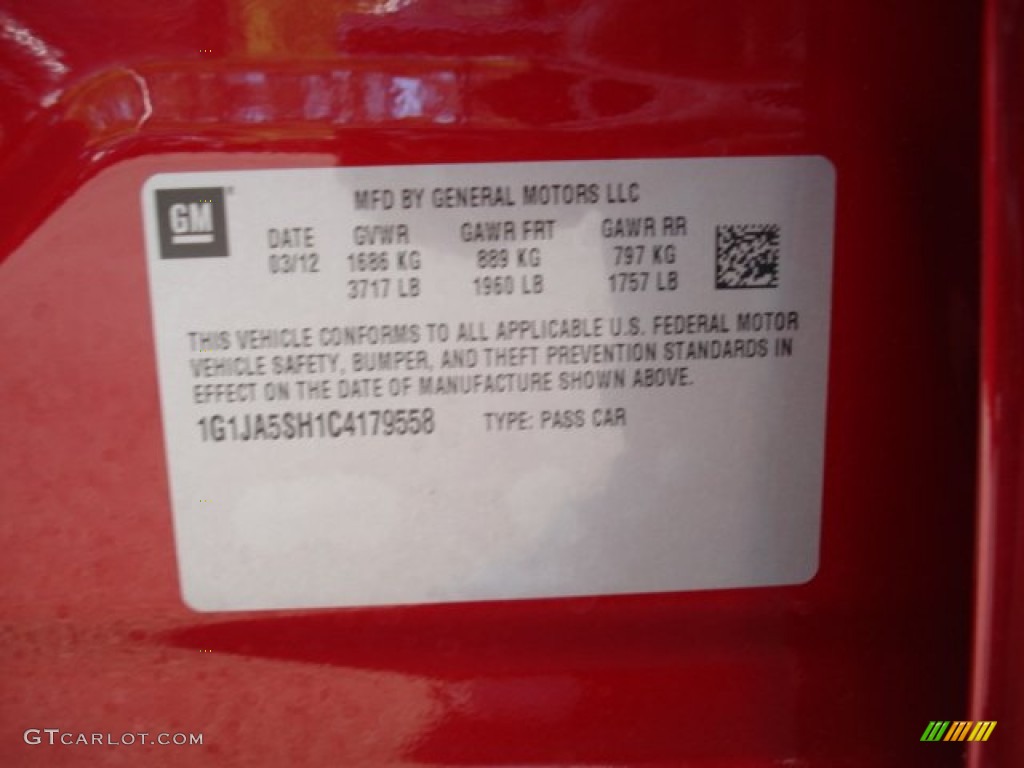 GM
MFD BY GENERAL MOTORS LLC
DATE GVWR GAWR FRT GAWR RR
03/12 1686 KG 889 KG 797 KG
3717 LB 1960 LB 1757 LB
THIS VEHICLE CONFORMS TO ALL APPLICABLE U.S. FEDERAL MOTOR
VEHICLE SAFETY, BUMPER, AND THEFT PREVENTION STANDARDS IN
EFFECT ON THE DATE OF MANUFACTURE SHOWN ABOVE.
1G1JA5SH1C4179558 TYPE: PASS CAR
GTCARLOT.COM